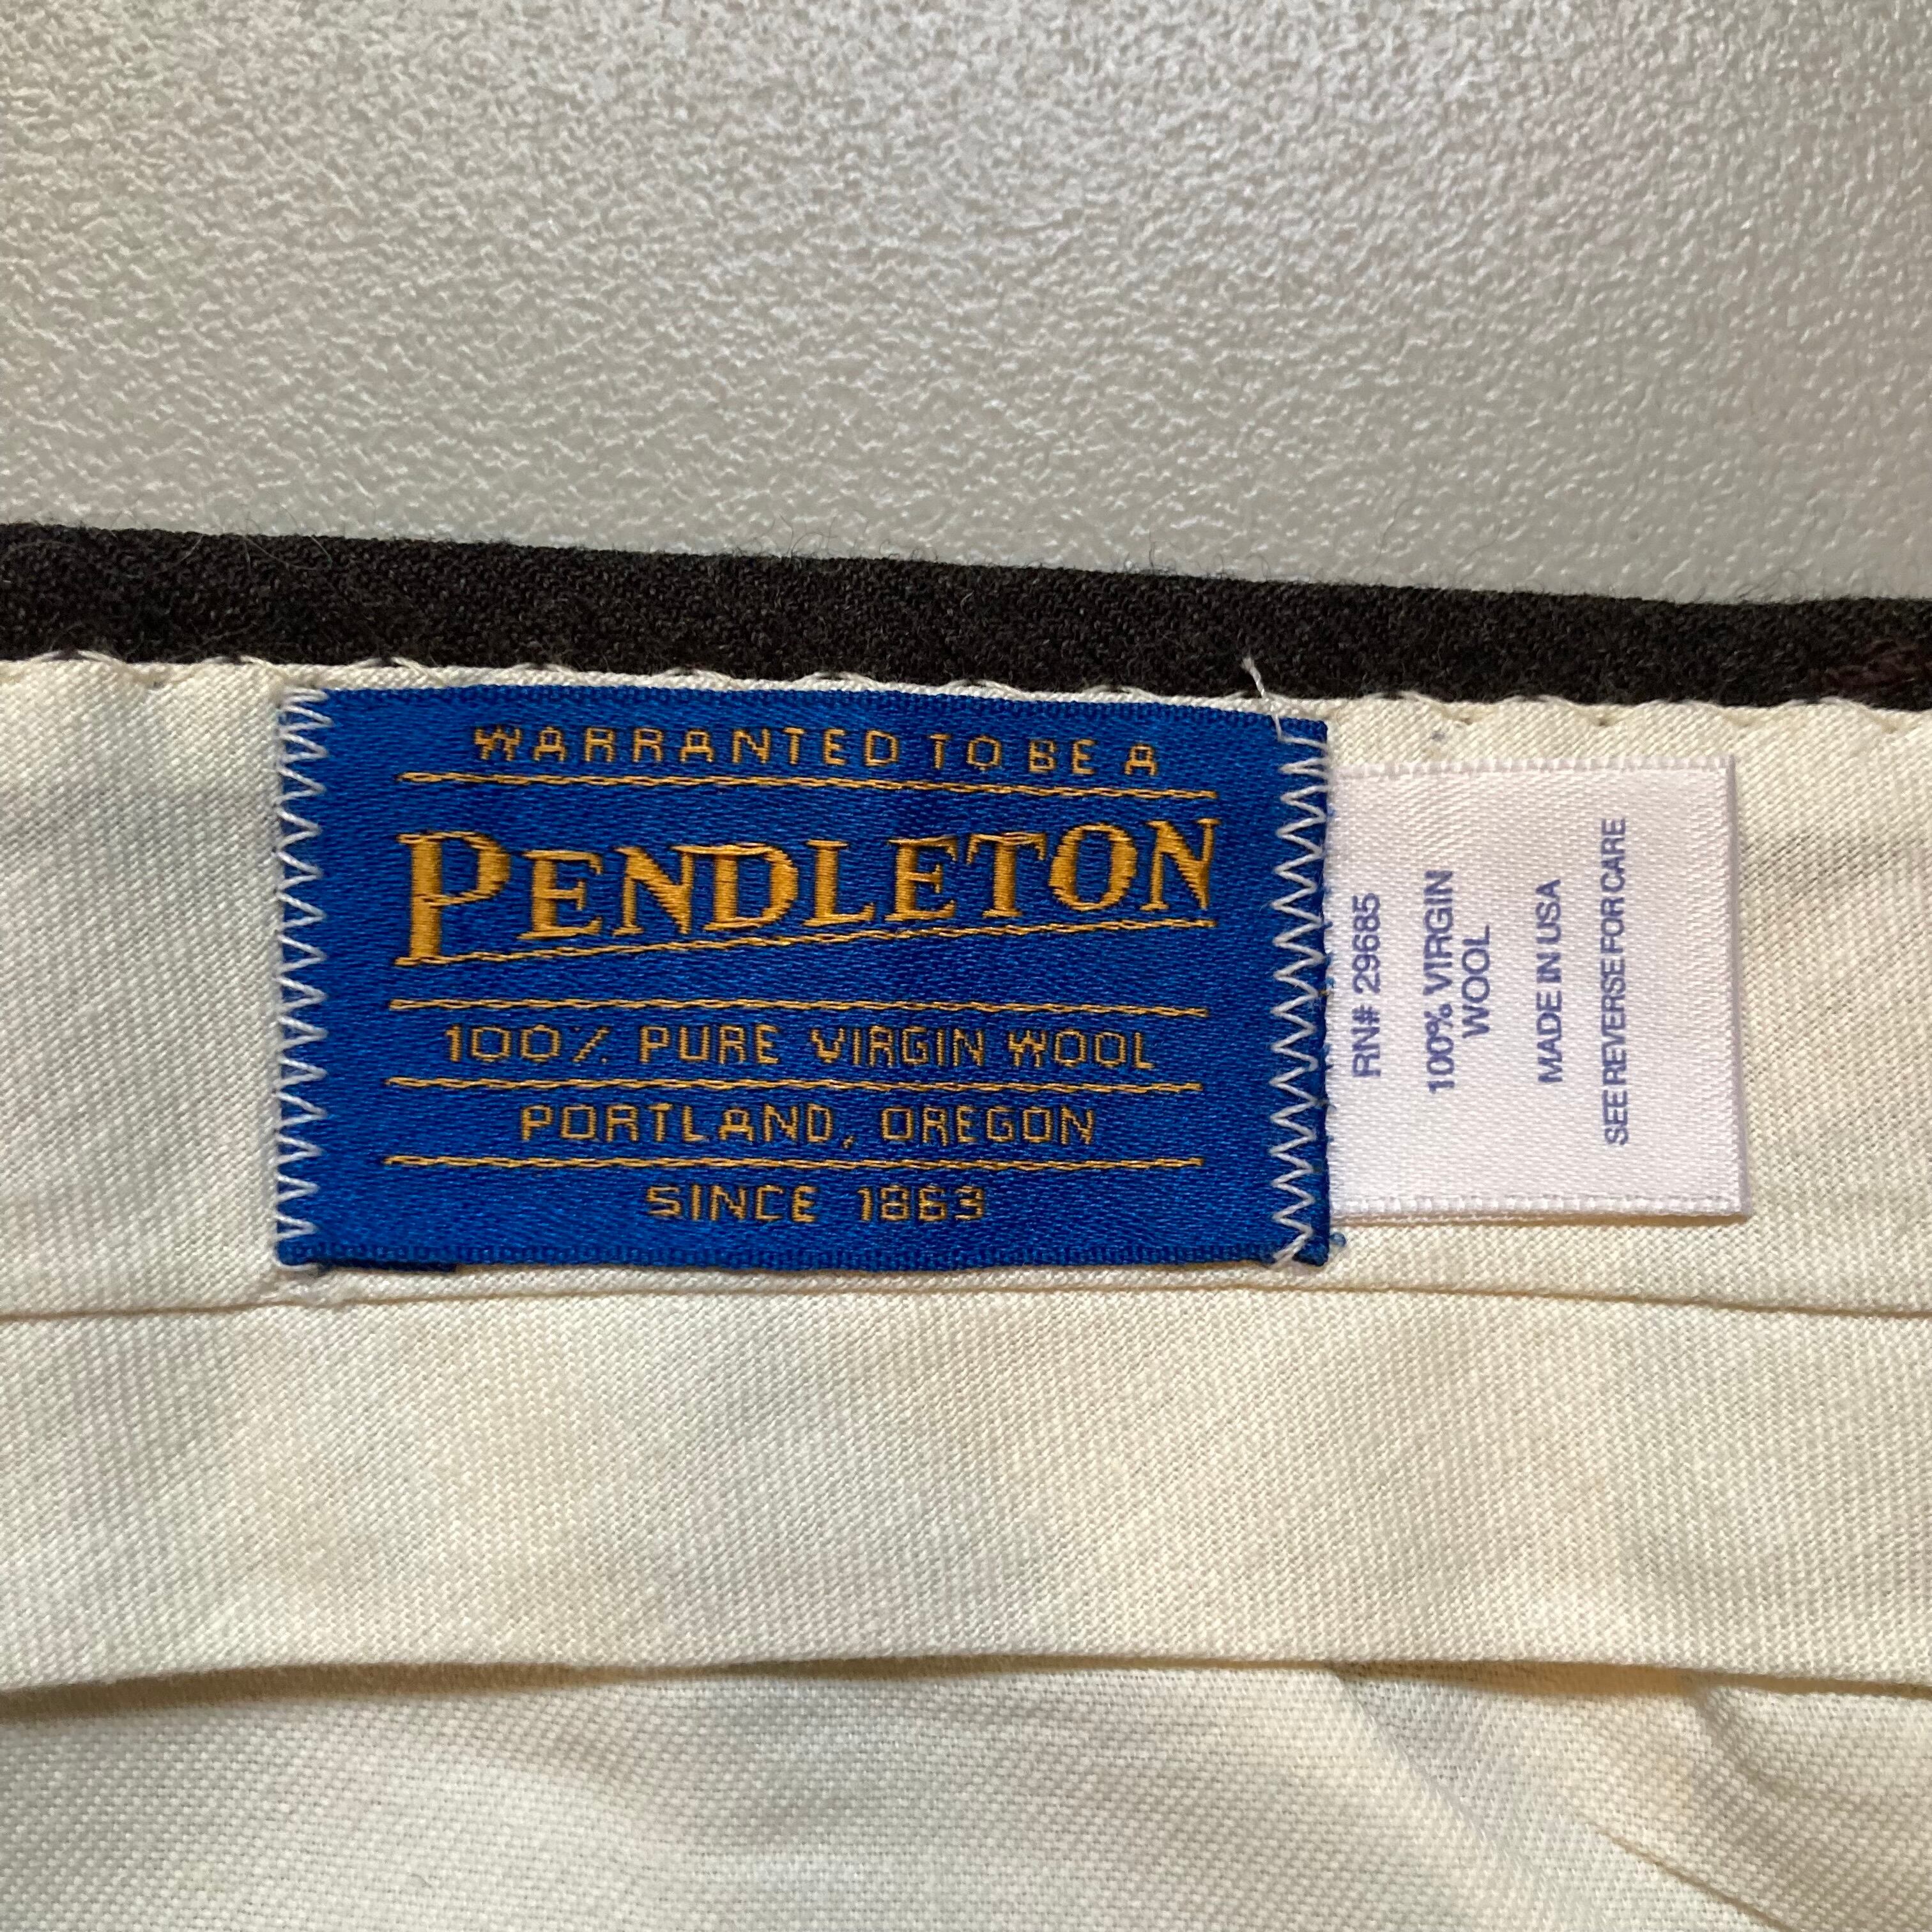 WARRANTED TO BE A
PENDLETON
100% PURE VIRGIN WOOL
PORTLAND, OREGON
SINCE 1863
RN# 29685
100% VIRGIN
WOOL
MADE IN USA
SEE REVERSE FOR CARE